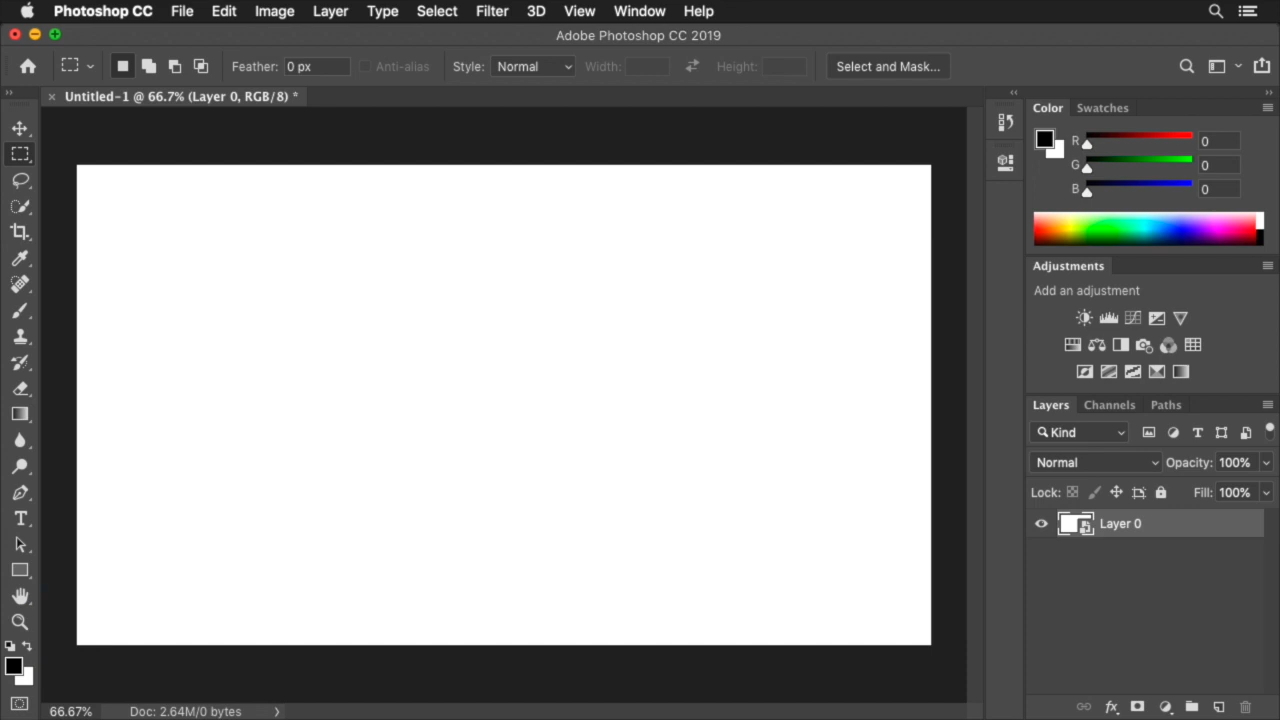 Photoshop CC File Edit Image Layer Type Select Filter 3D View Window Help
Adobe Photoshop CC 2019
Feather: 0 px Anti-alias Style: Normal Width: Height: Select and Mask...
× Untitled-1 @ 66.7% (Layer 0, RGB/8) *
Color Swatches
R 0
G 0
B 0
Adjustments
Add an adjustment
Layers Channels Paths
Kind
Normal Opacity: 100%
Lock: Fill: 100%
Layer 0
66.67% Doc: 2.64M/0 bytes